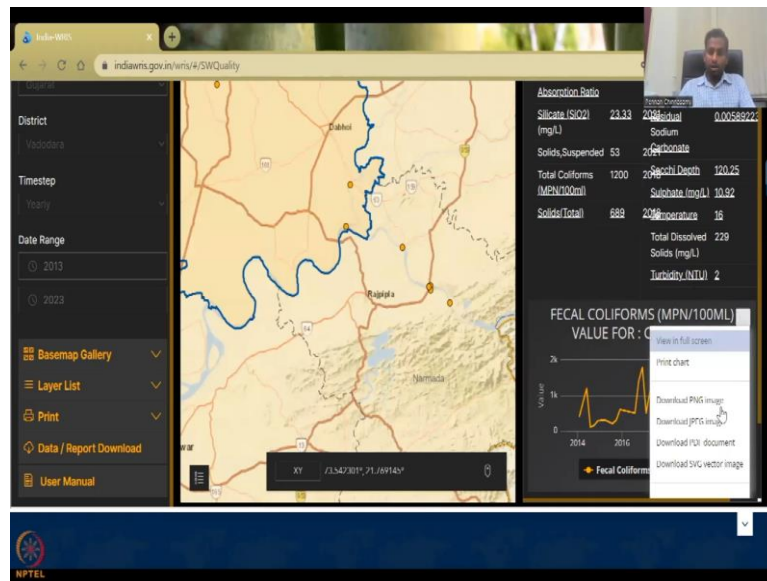 India-WRIS
indiawris.gov.in/wris/#/SWQuality
Gujarat
District
Vadodara
Timestep
Yearly
Date Range
2013
2023
Basemap Gallery
Layer List
Print
Data / Report Download
User Manual
Dabhoi
Rajpipla
Narmada
XY
Absorption Ratio
Silicate (SiO2) 23.33
(mg/L)
Solids,Suspended 53
Total Coliforms 1200
(MPN/100ml)
Solids(Total) 689
Residual 0.00589223
Sodium
Carbonate
Secchi Depth 120.25
Sulphate (mg/L) 10.92
Temperature 16
Total Dissolved 229
Solids (mg/L)
Turbidity (NTU) 2
FECAL COLIFORMS (MPN/100ML)
VALUE FOR : C
View in full screen
Print chart
Download PNG image
Download JPEG image
Download PDF document
Download SVG vector image
Value
2k
1k
0
2014 2016
Fecal Coliforms
NPTEL